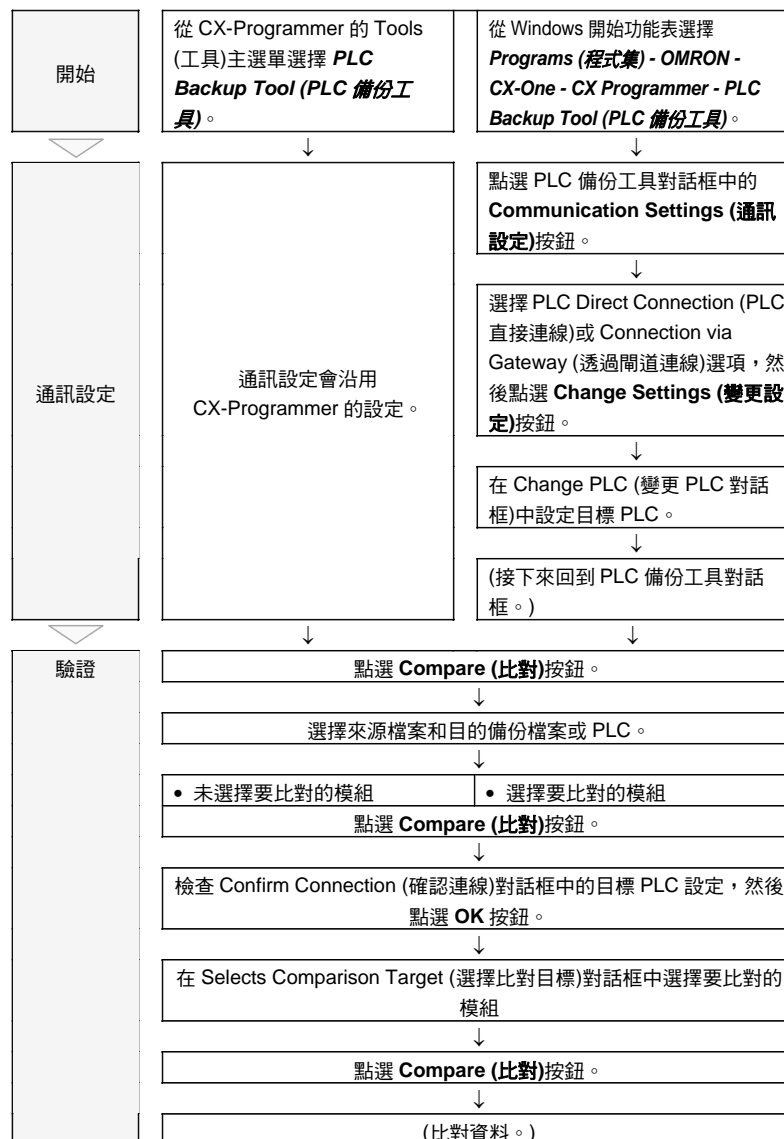 開始
從 CX-Programmer 的 Tools
(工具)主選單選擇 PLC
Backup Tool (PLC 備份工
具)。
從 Windows 開始功能表選擇
Programs (程式集) - OMRON -
CX-One - CX Programmer - PLC
Backup Tool (PLC 備份工具)。
↓
↓
通訊設定
通訊設定會沿用
CX-Programmer 的設定。
點選 PLC 備份工具對話框中的
Communication Settings (通訊
設定)按鈕。
↓
選擇 PLC Direct Connection (PLC
直接連線)或 Connection via
Gateway (透過閘道連線)選項，然
後點選 Change Settings (變更設
定)按鈕。
↓
在 Change PLC (變更 PLC 對話
框)中設定目標 PLC。
↓
(接下來回到 PLC 備份工具對話
框。)
↓
↓
驗證
點選 Compare (比對)按鈕。
↓
選擇來源檔案和目的備份檔案或 PLC。
↓
• 未選擇要比對的模組
• 選擇要比對的模組
點選 Compare (比對)按鈕。
↓
檢查 Confirm Connection (確認連線)對話框中的目標 PLC 設定，然後
點選 OK 按鈕。
↓
在 Selects Comparison Target (選擇比對目標)對話框中選擇要比對的
模組
↓
點選 Compare (比對)按鈕。
↓
(比對資料。)